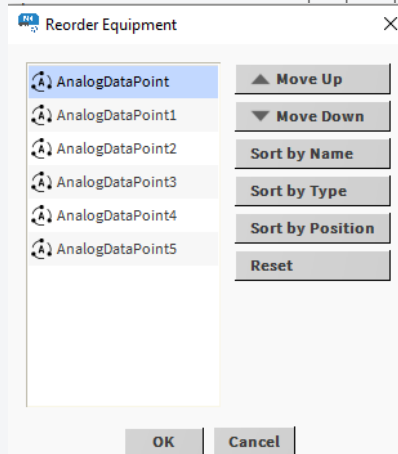 N4
Reorder Equipment
AnalogDataPoint
AnalogDataPoint1
AnalogDataPoint2
AnalogDataPoint3
AnalogDataPoint4
AnalogDataPoint5
Move Up
Move Down
Sort by Name
Sort by Type
Sort by Position
Reset
OK
Cancel